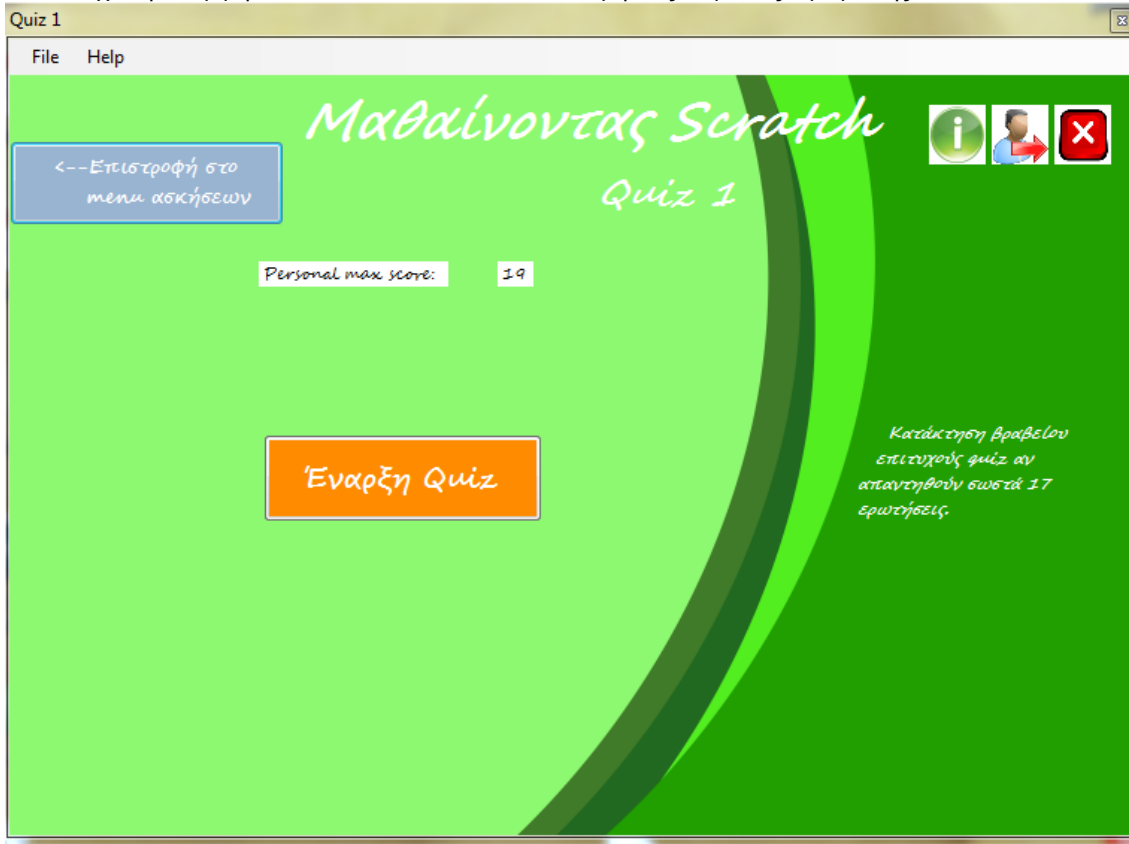 Quiz 1
File Help
Μαθαίνοντας Scratch
<--Επιστροφή στο
menu ασκήσεων
Quiz 1
Personal max score: 19
Έναρξη Quiz
Κατάκτηση βραβείου
επιτυχούς quiz αν
απαντηθούν σωστά 17
ερωτήσεις.